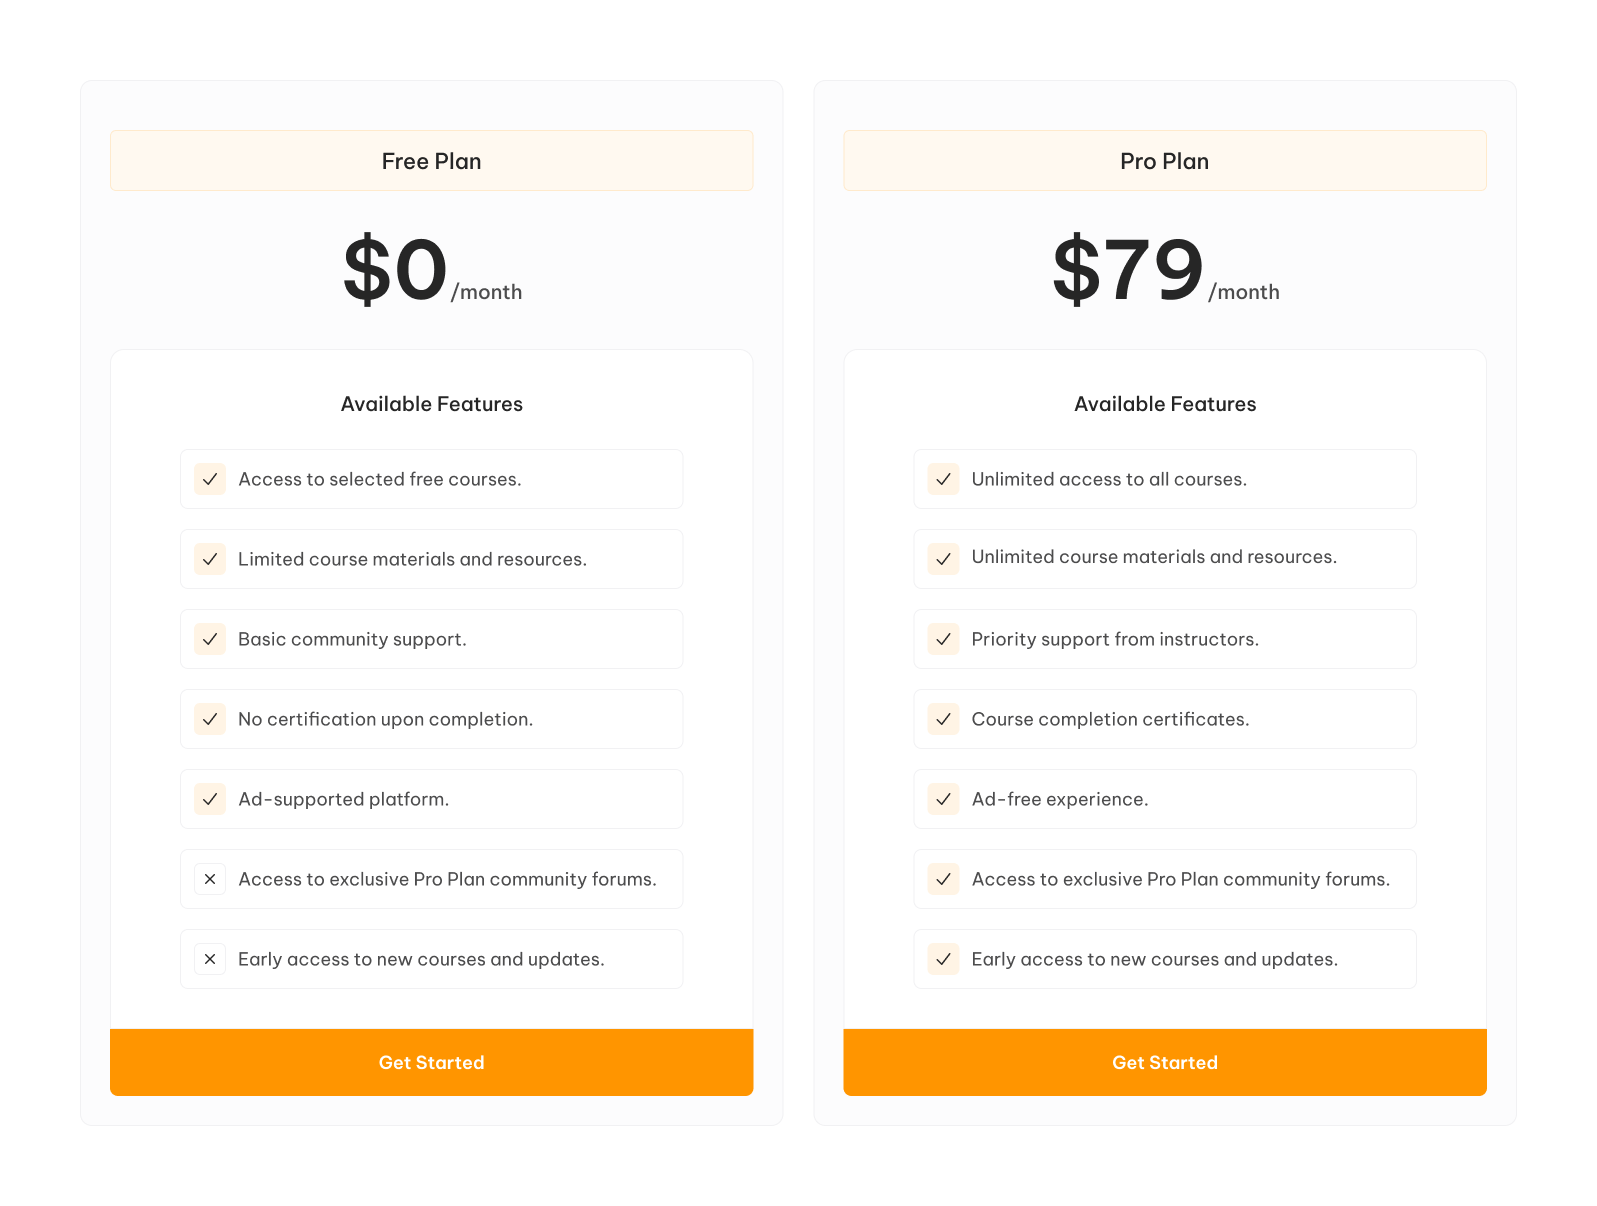 Free Plan
$0/month
Available Features
Access to selected free courses.
Limited course materials and resources.
Basic community support.
No certification upon completion.
Ad-supported platform.
Access to exclusive Pro Plan community forums.
Early access to new courses and updates.
Get Started
Pro Plan
$79/month
Available Features
Unlimited access to all courses.
Unlimited course materials and resources.
Priority support from instructors.
Course completion certificates.
Ad-free experience.
Access to exclusive Pro Plan community forums.
Early access to new courses and updates.
Get Started